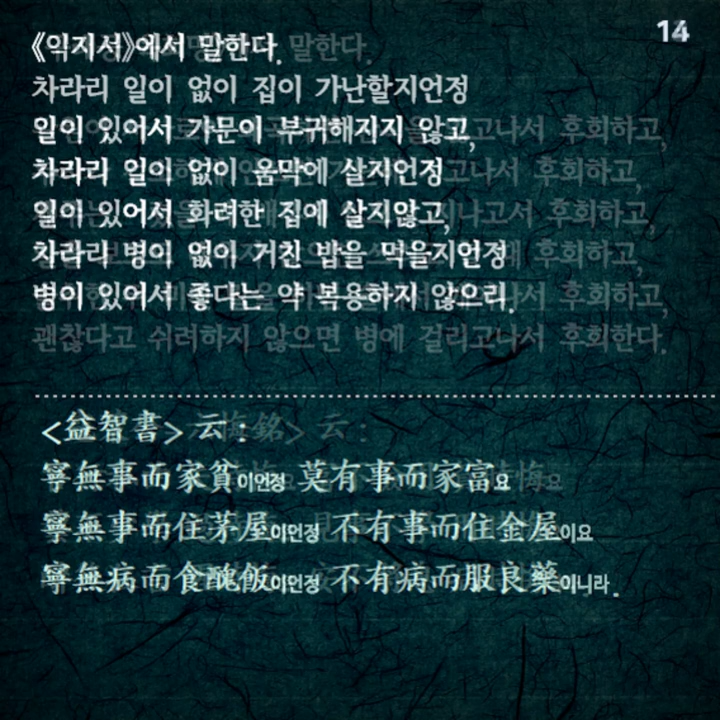 14
《익지서》에서 말한다.
차라리 일이 없이 집이 가난할지언정
일이 있어서 가문이 부귀해지지 않고,
차라리 일이 없이 움막에 살지언정
일이 있어서 화려한 집에 살지않고,
차라리 병이 없이 거친 밥을 먹을지언정
병이 있어서 좋다는 약 복용하지 않으리.
괜찮다고 쉬려하지 않으면 병에 걸리고나서 후회한다.
<益智書> 云 :
寧無事而家貧이언정 莫有事而家富요
寧無事而住茅屋이언정 不有事而住金屋이요
寧無病而食醜飯이언정 不有病而服良藥이니라.